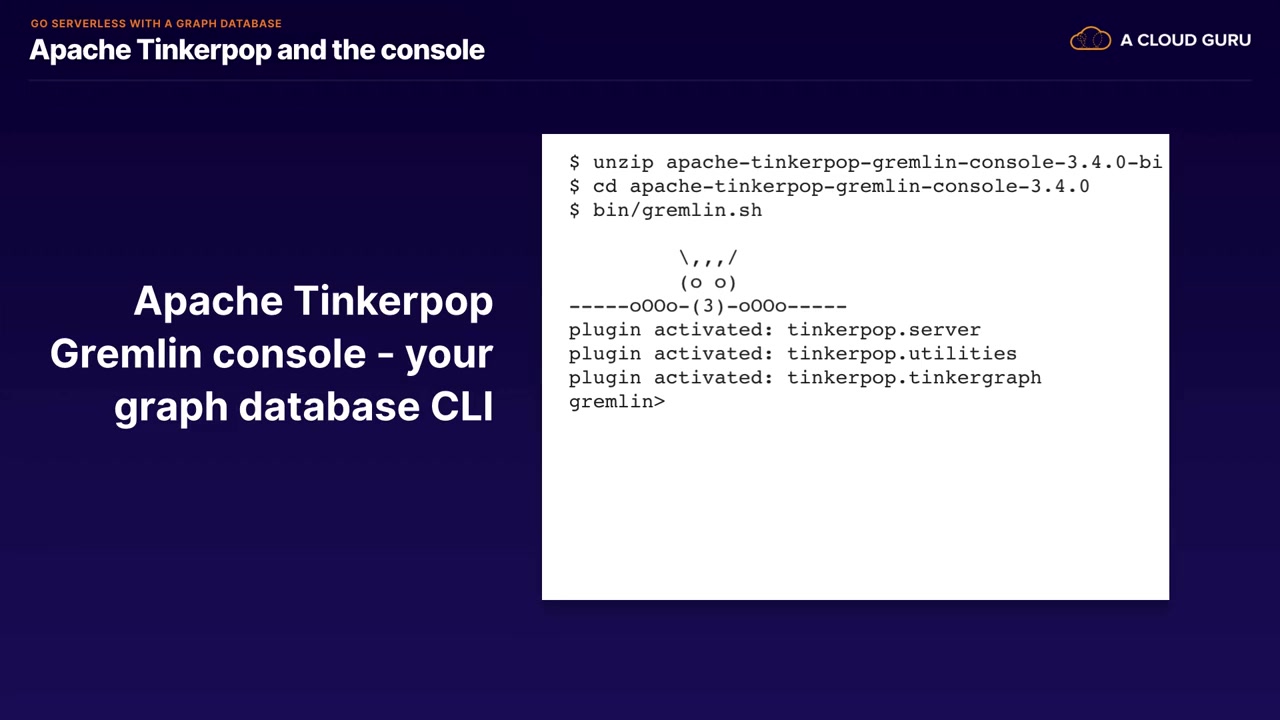 GO SERVERLESS WITH A GRAPH DATABASE
Apache Tinkerpop and the console
A CLOUD GURU
Apache Tinkerpop
Gremlin console - your
graph database CLI
$ unzip apache-tinkerpop-gremlin-console-3.4.0-bi
$ cd apache-tinkerpop-gremlin-console-3.4.0
$ bin/gremlin.sh
\,,,/
(o o)
-----oOOo-(3)-oOOo-----
plugin activated: tinkerpop.server
plugin activated: tinkerpop.utilities
plugin activated: tinkerpop.tinkergraph
gremlin>